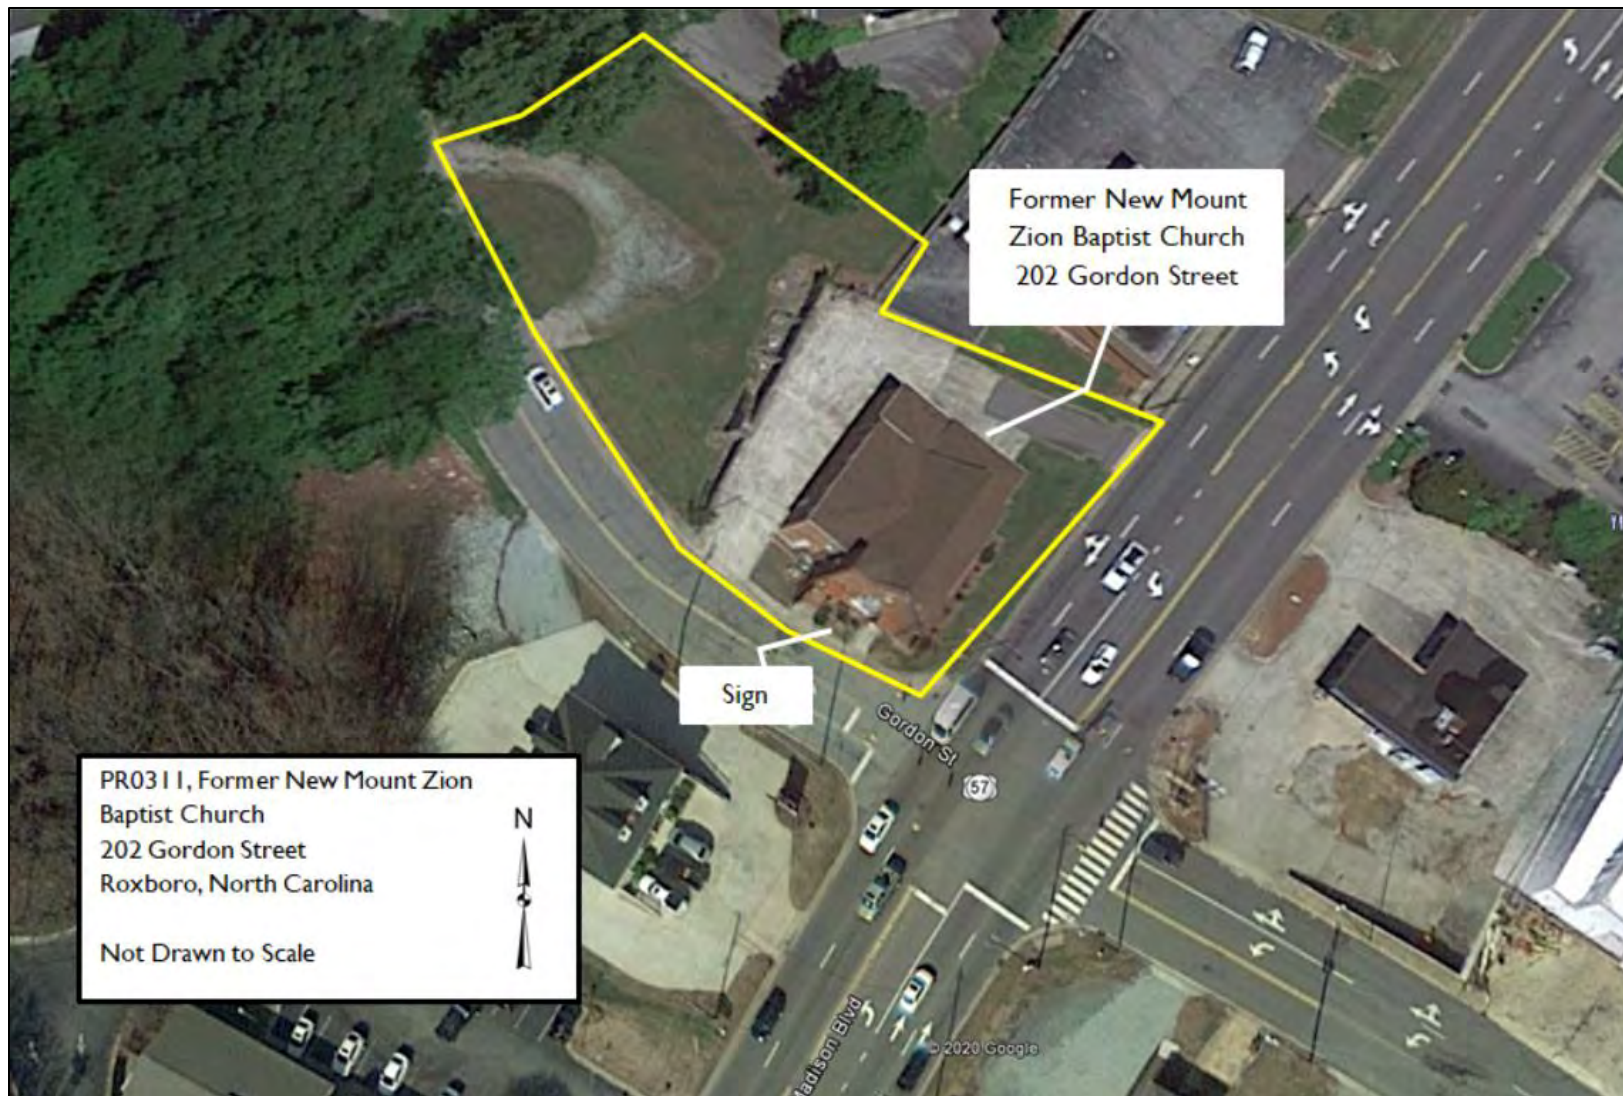 Former New Mount
Zion Baptist Church
202 Gordon Street
Sign
Gordon St
57
PR0311, Former New Mount Zion
Baptist Church
202 Gordon Street
Roxboro, North Carolina
N
Not Drawn to Scale
Madison Blvd
© 2020 Google